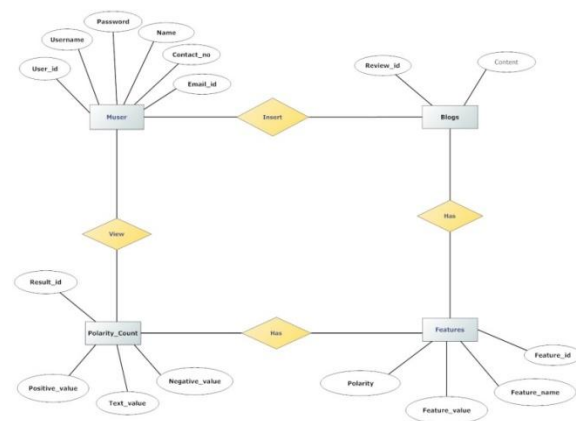 Password
Username
Name
Contact_no
User_id
Email_id
Muser
Insert
Review_id
Content
Blogs
View
Has
Result_id
Polarity_Count
Has
Features
Positive_value
Text_value
Negative_value
Polarity
Feature_value
Feature_name
Feature_id